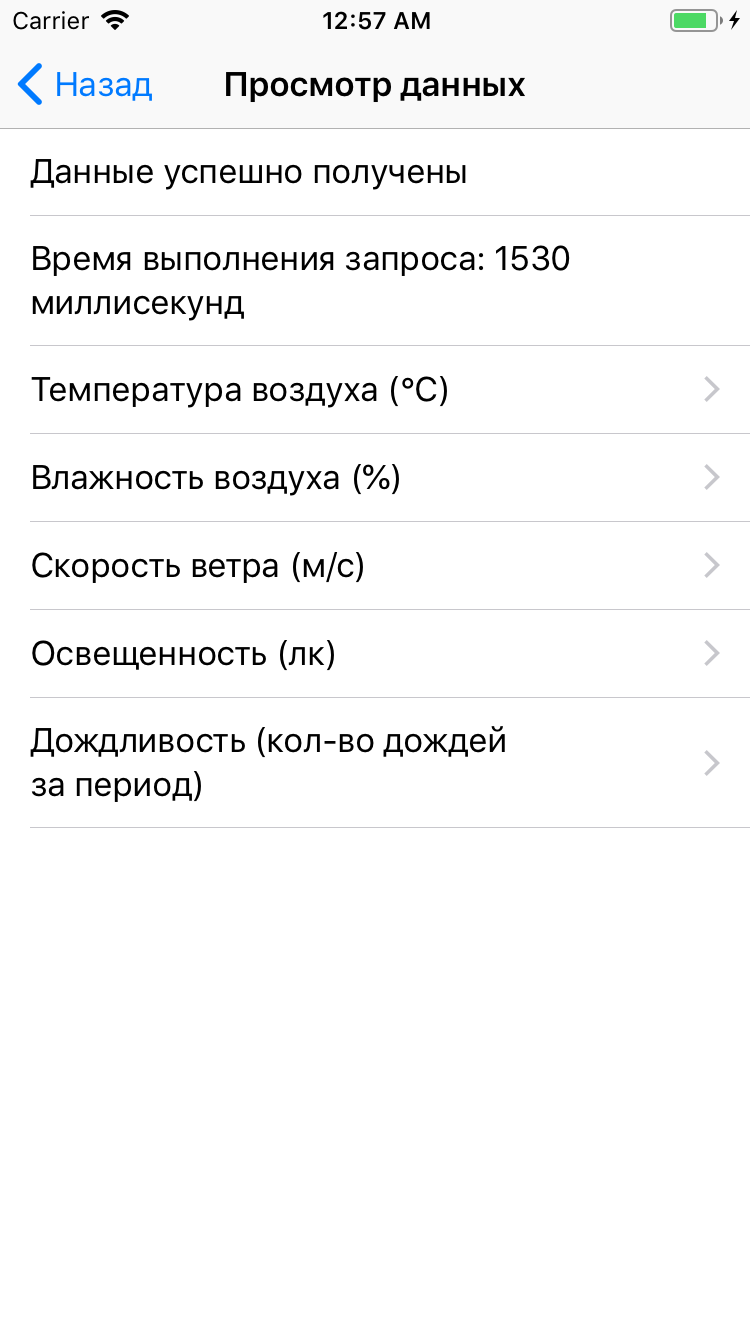 Carrier 12:57 AM
Назад Просмотр данных
Данные успешно получены
Время выполнения запроса: 1530
миллисекунд
Температура воздуха (°C)
Влажность воздуха (%)
Скорость ветра (м/с)
Освещенность (лк)
Дождливость (кол-во дождей
за период)